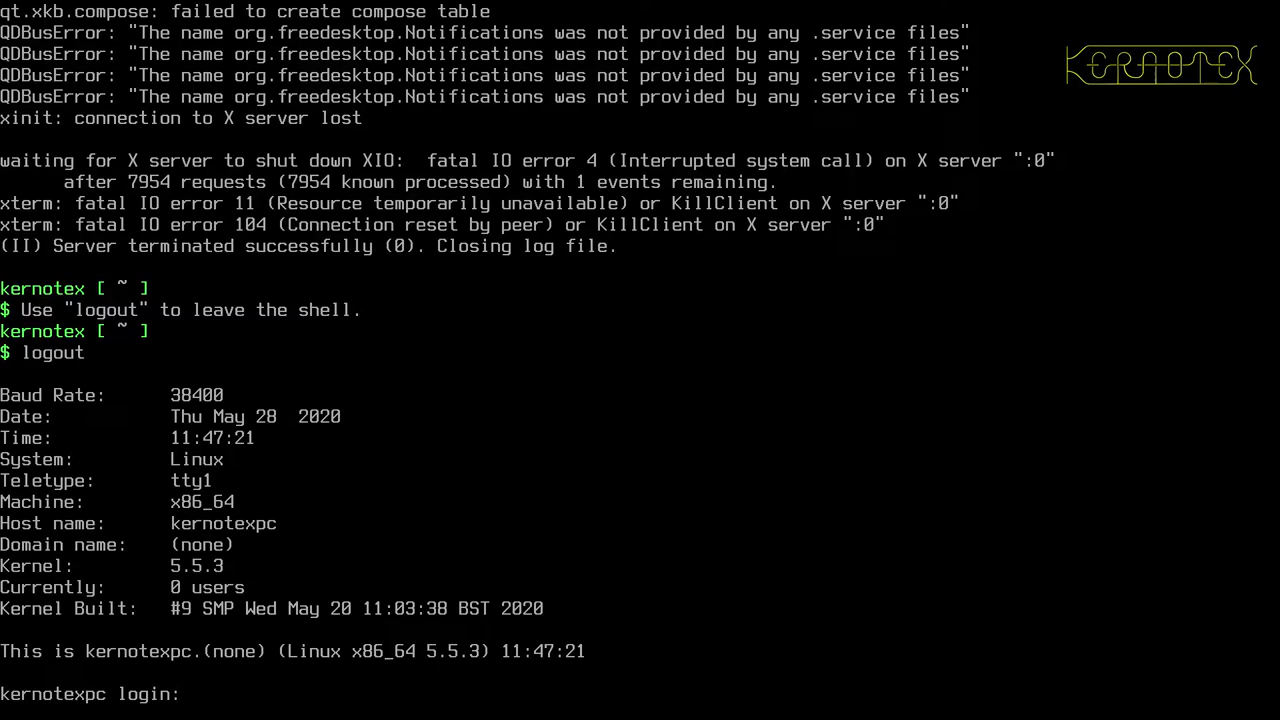 qt.xkb.compose: failed to create compose table
QDBusError: "The name org.freedesktop.Notifications was not provided by any .service files"
QDBusError: "The name org.freedesktop.Notifications was not provided by any .service files"
QDBusError: "The name org.freedesktop.Notifications was not provided by any .service files"
QDBusError: "The name org.freedesktop.Notifications was not provided by any .service files"
KERNOTEX
xinit: connection to X server lost
waiting for X server to shut down XIO:  fatal IO error 4 (Interrupted system call) on X server ":0"
      after 7954 requests (7954 known processed) with 1 events remaining.
xterm: fatal IO error 11 (Resource temporarily unavailable) or KillClient on X server ":0"
xterm: fatal IO error 104 (Connection reset by peer) or KillClient on X server ":0"
(II) Server terminated successfully (0). Closing log file.
kernotex [ ~ ]
$ Use "logout" to leave the shell.
kernotex [ ~ ]
$ logout
Baud Rate:      38400
Date:           Thu May 28  2020
Time:           11:47:21
System:         Linux
Teletype:       tty1
Machine:        x86_64
Host name:      kernotexpc
Domain name:    (none)
Kernel:         5.5.3
Currently:      0 users
Kernel Built:   #9 SMP Wed May 20 11:03:38 BST 2020
This is kernotexpc.(none) (Linux x86_64 5.5.3) 11:47:21
kernotexpc login: